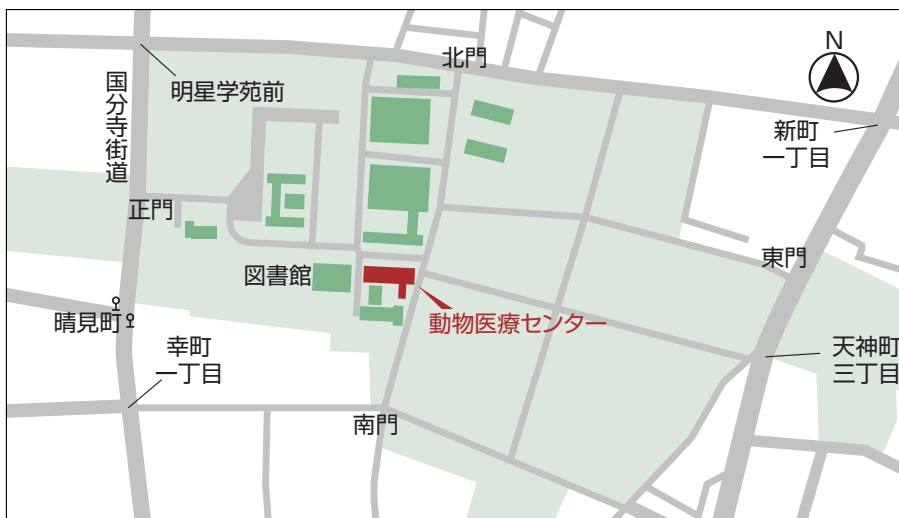 北門
N
明星学苑前
国分寺街道
新町
一丁目
正門
東門
図書館
動物医療センター
晴見町
幸町
一丁目
天神町
三丁目
南門